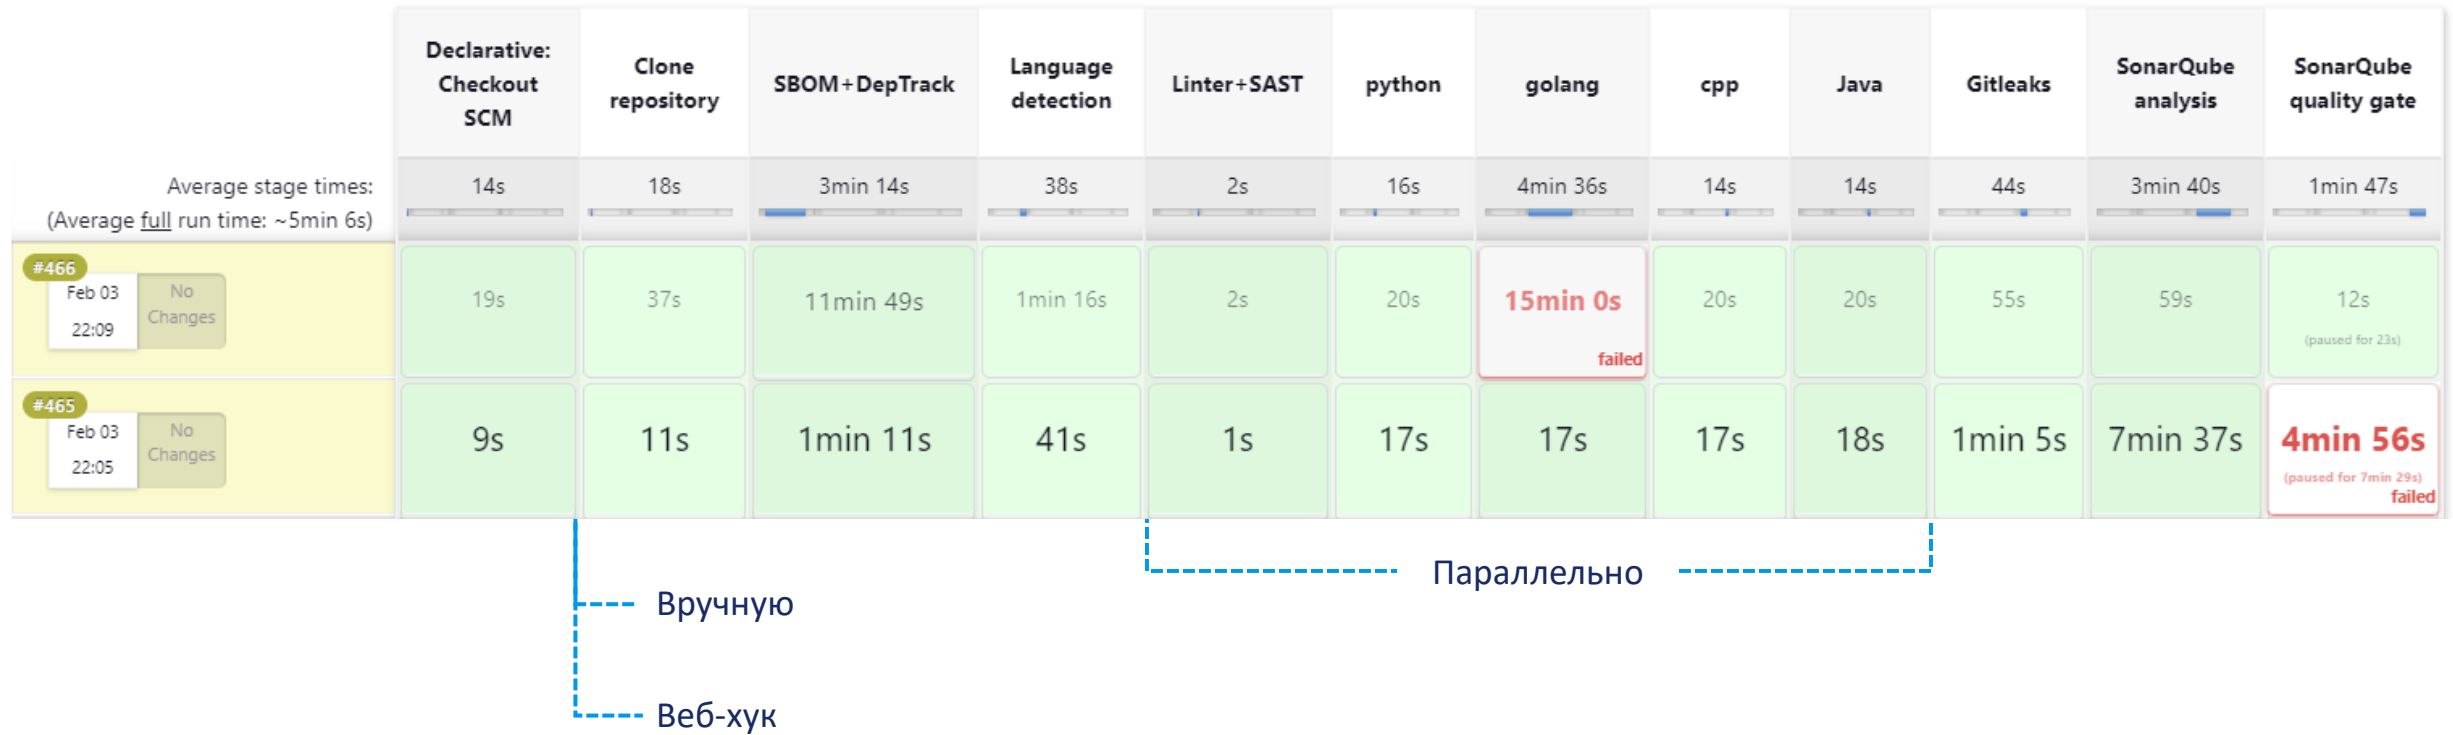 Declarative:
Checkout
SCM
Clone
repository
SBOM+DepTrack
Language
detection
Linter+SAST
python
golang
cpp
Java
Gitleaks
SonarQube
analysis
SonarQube
quality gate
Average stage times:
(Average full run time: ~5min 6s)
14s
18s
3min 14s
38s
2s
16s
4min 36s
14s
14s
44s
3min 40s
1min 47s
#466
Feb 03
22:09
No
Changes
19s
37s
11min 49s
1min 16s
2s
20s
15min 0s
failed
20s
20s
55s
59s
12s
(paused for 23s)
#465
Feb 03
22:05
No
Changes
9s
11s
1min 11s
41s
1s
17s
17s
17s
18s
1min 5s
7min 37s
4min 56s
(paused for 7min 29s)
failed
Параллельно
Вручную
Веб-хук